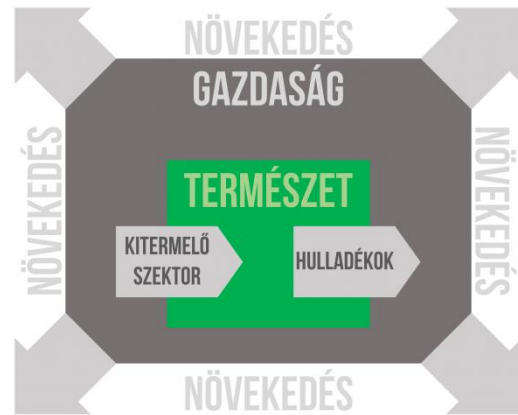 NÖVEKEDÉS
GAZDASÁG
NÖVEKEDÉS
NÖVEKEDÉS
TERMÉSZET
KITERMELŐ
SZEKTOR
HULLADÉKOK
NÖVEKEDÉS